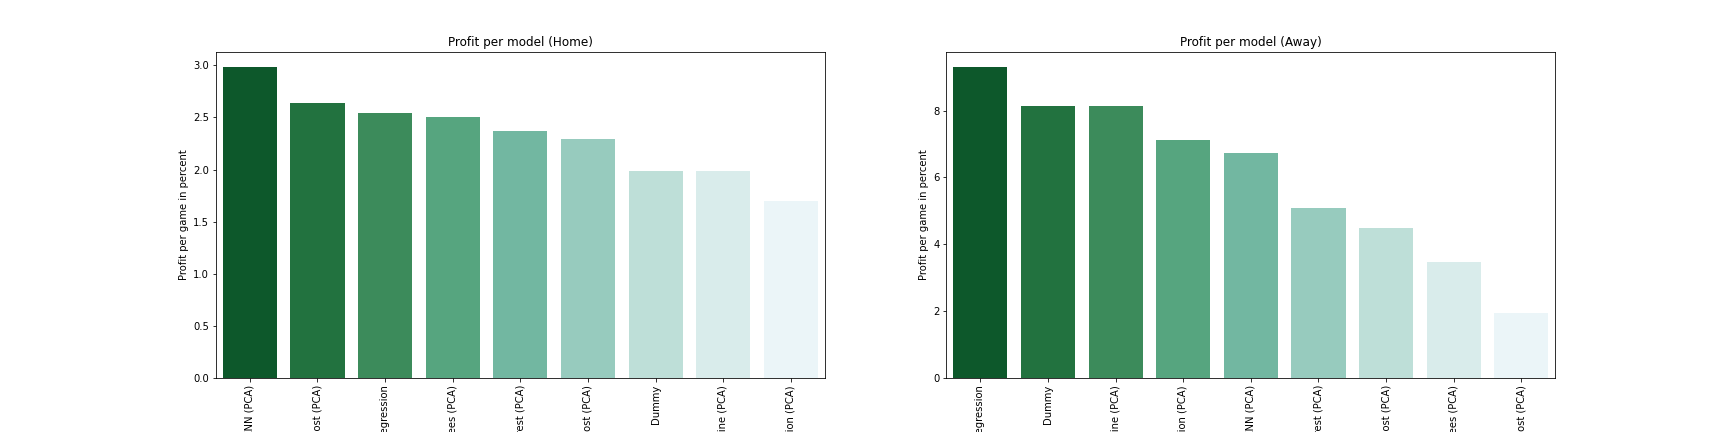 Profit per model (Home)
Profit per game in percent
3.0
2.5
2.0
1.5
1.0
0.5
0.0
NN (PCA)
ost (PCA)
egression
ees (PCA)
rest (PCA)
ost (PCA)
Dummy
ine (PCA)
ion (PCA)
Profit per model (Away)
Profit per game in percent
8
6
4
2
0
egression
Dummy
ine (PCA)
ion (PCA)
NN (PCA)
rest (PCA)
ost (PCA)
ees (PCA)
ost (PCA)